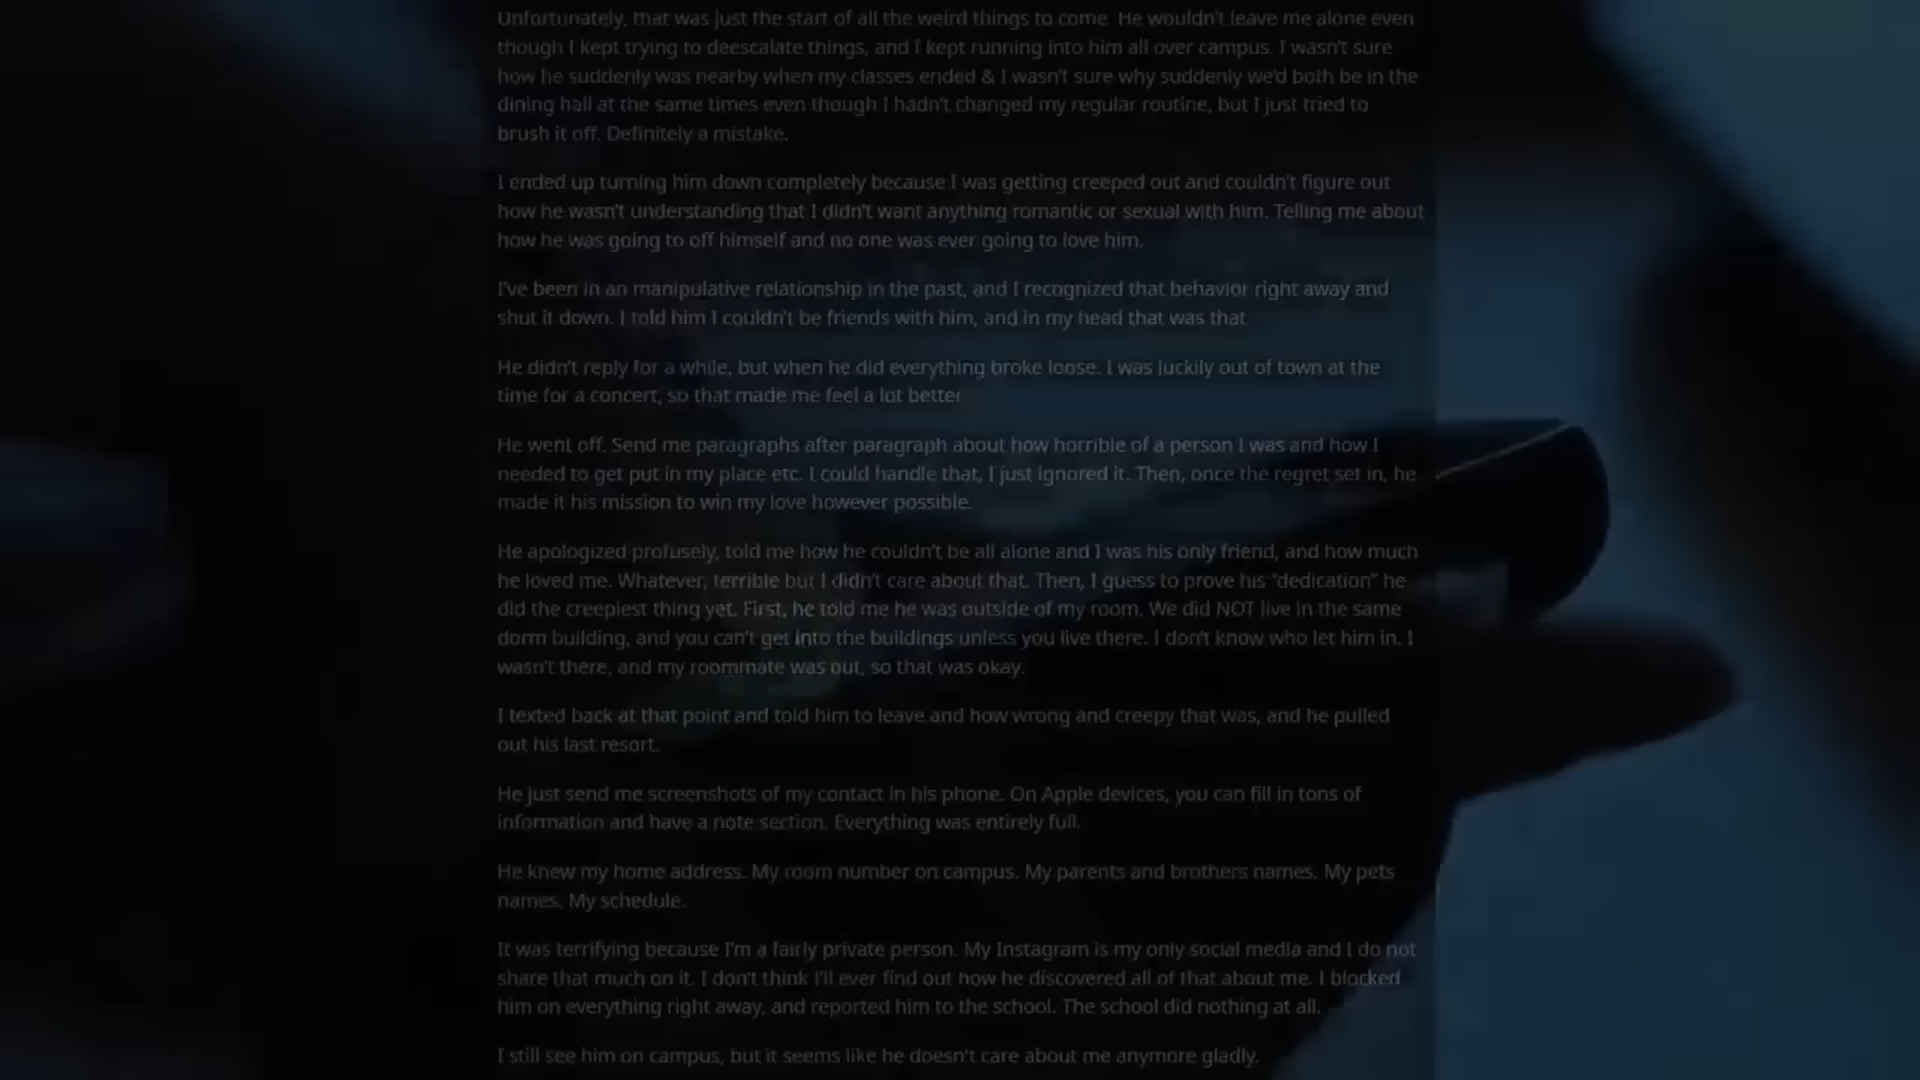 Unfortunately, that was just the start of all the weird things to come. He wouldn't leave me alone even
though I kept trying to deescalate things, and I kept running into him all over campus. I wasn't sure
how he suddenly was nearby when my classes ended & I wasn't sure why suddenly we'd both be in the
dining hall at the same times even though I hadn't changed my regular routine, but I just tried to
brush it off. Definitely a mistake.
I ended up turning him down completely because I was getting creeped out and couldn't figure out
how he wasn't understanding that I didn't want anything romantic or sexual with him. Telling me about
how he was going to off himself and no one was ever going to love him.
I've been in an manipulative relationship in the past, and I recognized that behavior right away and
shut it down. I told him I couldn't be friends with him, and in my head that was that
He didn't reply for a while, but when he did everything broke loose. I was luckily out of town at the
time for a concert, so that made me feel a lot better
He went off. Send me paragraphs after paragraph about how horrible of a person I was and how I
needed to get put in my place etc. I could handle that, I just ignored it. Then, once the regret set in, he
made it his mission to win my love however possible.
He apologized profusely, told me how he couldn't be all alone and I was his only friend, and how much
he loved me. Whatever, terrible but I didn't care about that. Then, I guess to prove his "dedication" he
did the creepiest thing yet. First, he told me he was outside of my room. We did NOT live in the same
dorm building, and you can't get into the buildings unless you live there. I don't know who let him in. I
wasn't there, and my roommate was out, so that was okay.
I texted back at that point and told him to leave and how wrong and creepy that was, and he pulled
out his last resort.
He just send me screenshots of my contact in his phone. On Apple devices, you can fill in tons of
information and have a note section. Everything was entirely full.
He knew my home address. My room number on campus. My parents and brothers names. My pets
names. My schedule.
It was terrifying because I'm a fairly private person. My Instagram is my only social media and I do not
share that much on it. I don't think I'll ever find out how he discovered all of that about me. I blocked
him on everything right away, and reported him to the school. The school did nothing at all.
I still see him on campus, but it seems like he doesn't care about me anymore gladly.